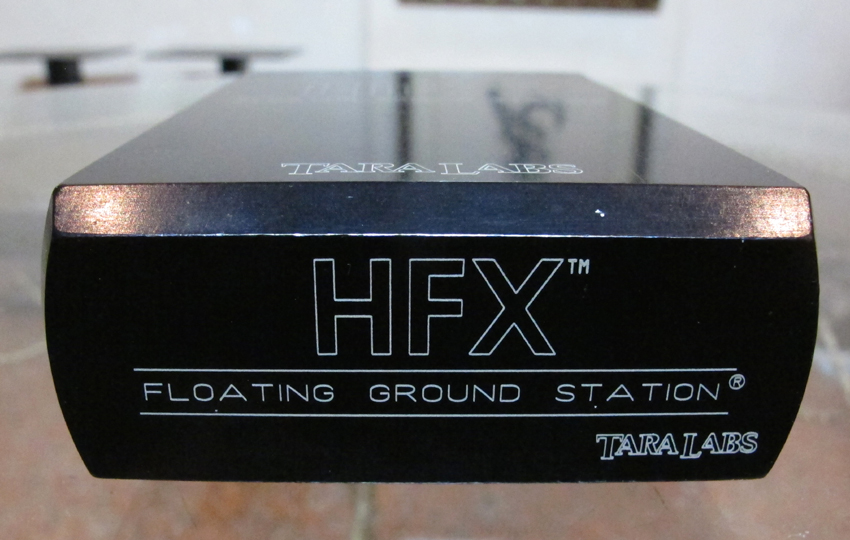 TARA LABS
HFX™
FLOATING GROUND STATION®
TARA LABS